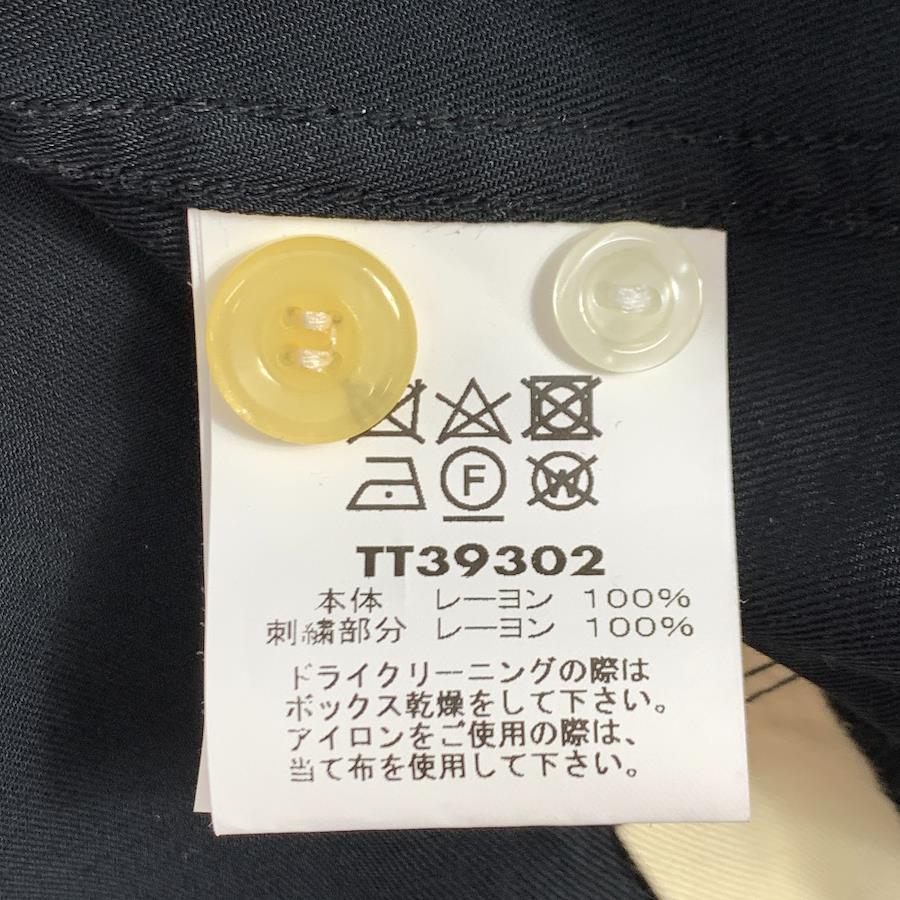 F
W
TT39302
本体 レーヨン 100%
刺繍部分 レーヨン 100%
ドライクリーニングの際は
ボックス乾燥をして下さい。
アイロンをご使用の際は、
当て布を使用して下さい。